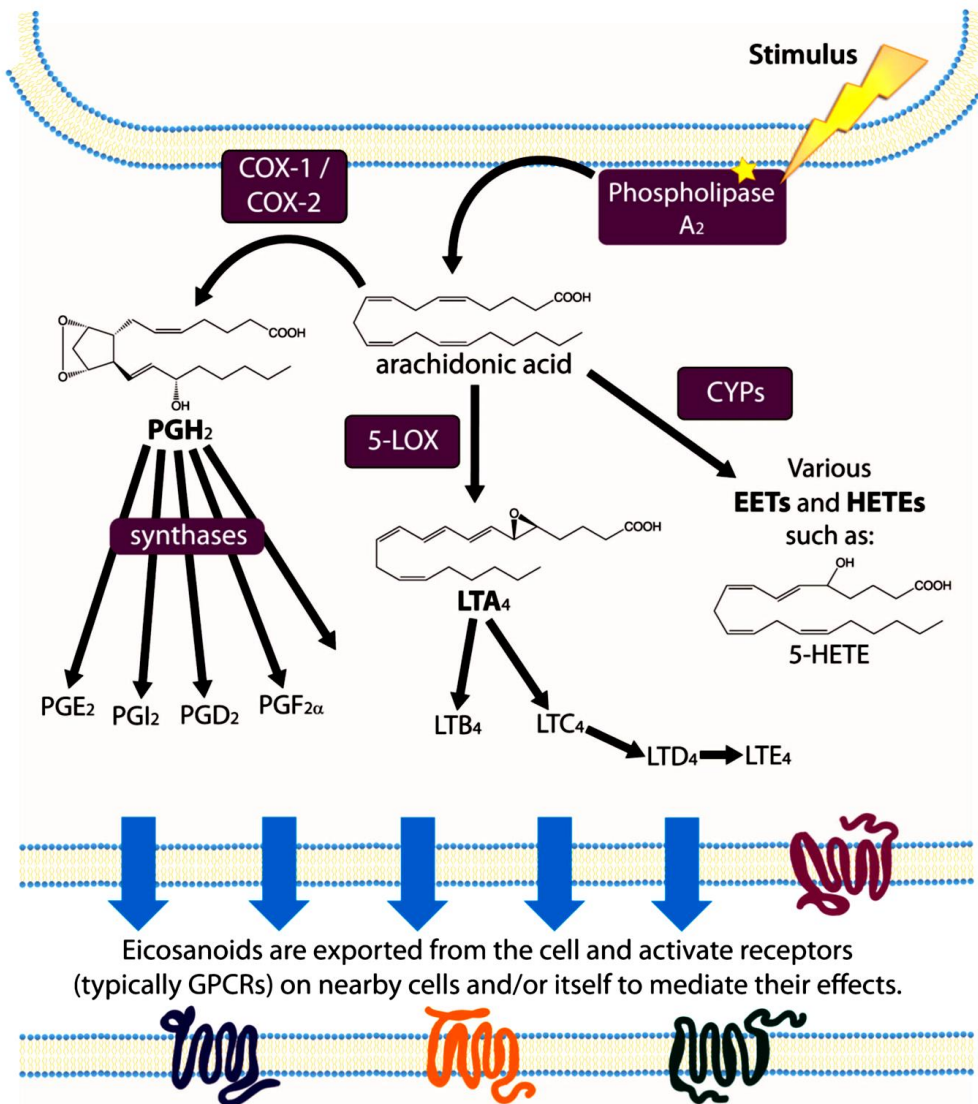 Stimulus
COX-1 /
COX-2
Phospholipase
A₂
COOH
arachidonic acid
O
O
COOH
OH
PGH₂
CYPs
5-LOX
Various
EETs and HETEs
such as:
synthases
O
COOH
LTA₄
OH
COOH
5-HETE
PGE₂
PGI₂
PGD₂
PGF₂α
LTB₄
LTC₄
LTD₄
LTE₄
Eicosanoids are exported from the cell and activate receptors
(typically GPCRs) on nearby cells and/or itself to mediate their effects.